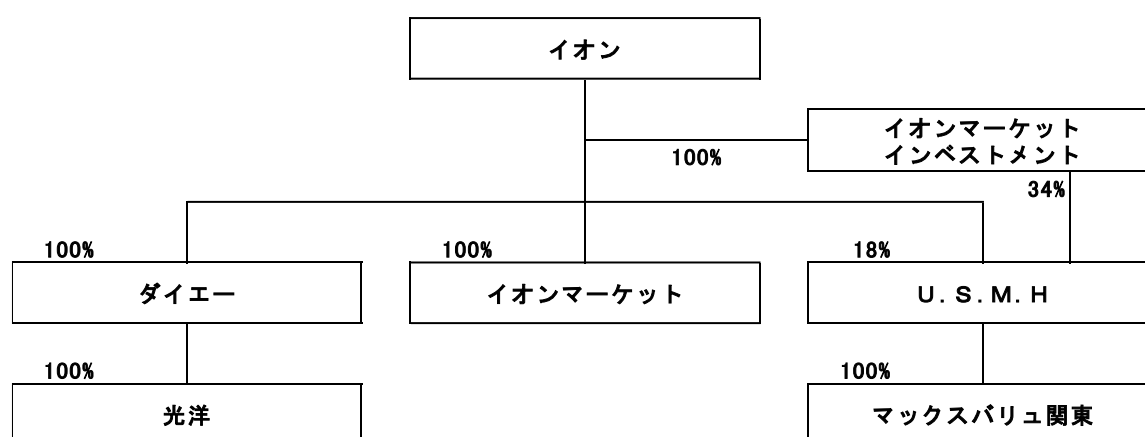 イオン
イオンマーケット
インベストメント
100%
34%
100%
100%
18%
ダイエー
イオンマーケット
U.S.M.H
100%
100%
光洋
マックスバリュ関東